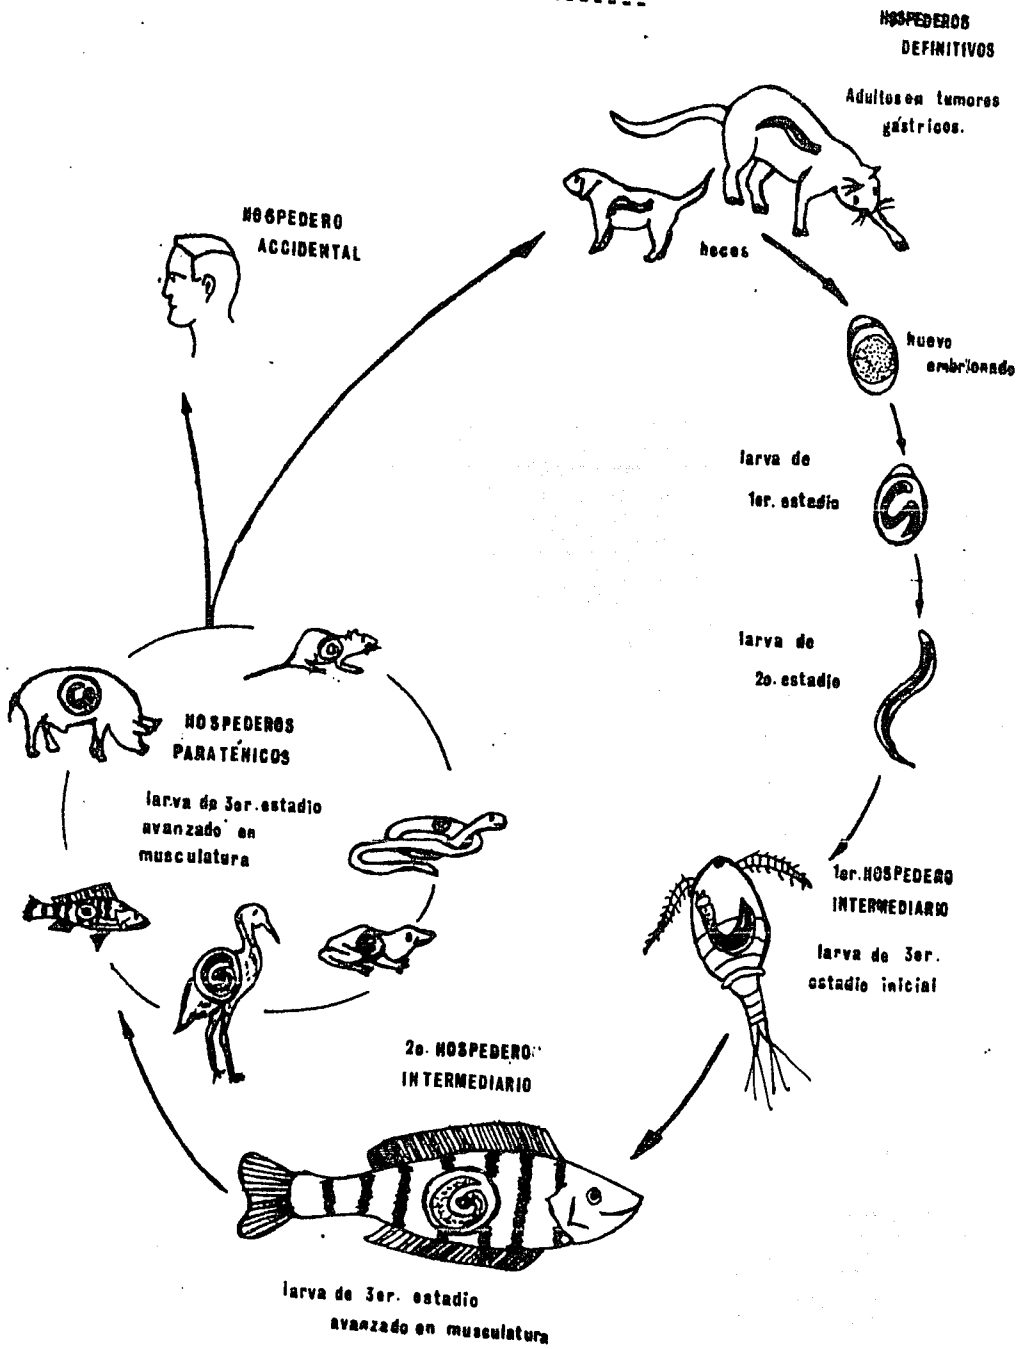 HOSPEDEROS
DEFINITIVOS
Adultos en tumores
gástricos.
HOSPEDERO
ACCIDENTAL
heces
huevo
embrionado
larva de
1er. estadio
larva de
2o. estadio
HOSPEDEROS
PARATÉNICOS
larva de 3er. estadio
avanzado en
musculatura
1er. HOSPEDERO
INTERMEDIARIO
larva de 3er.
estadio inicial
2o. HOSPEDERO
INTERMEDIARIO
larva de 3er. estadio
avanzado en musculatura